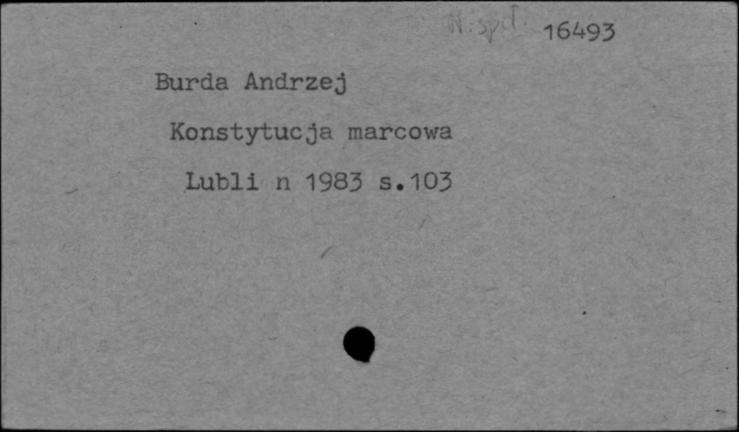 16493
Burda Andrzej
Konstytucja marcowa
Lubli n 1983 s.103